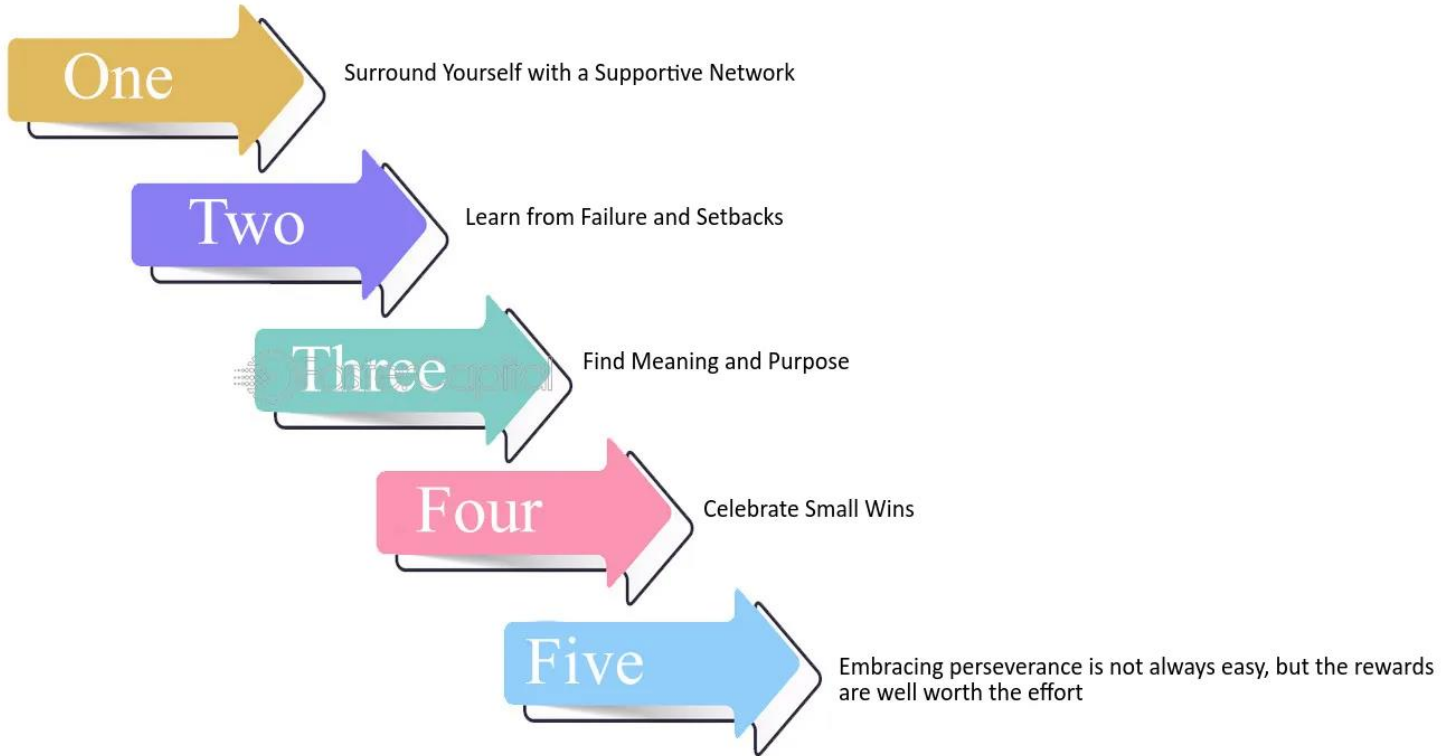 One
Surround Yourself with a Supportive Network
Two
Learn from Failure and Setbacks
Three
Find Meaning and Purpose
Four
Celebrate Small Wins
Five
Embracing perseverance is not always easy, but the rewards
are well worth the effort